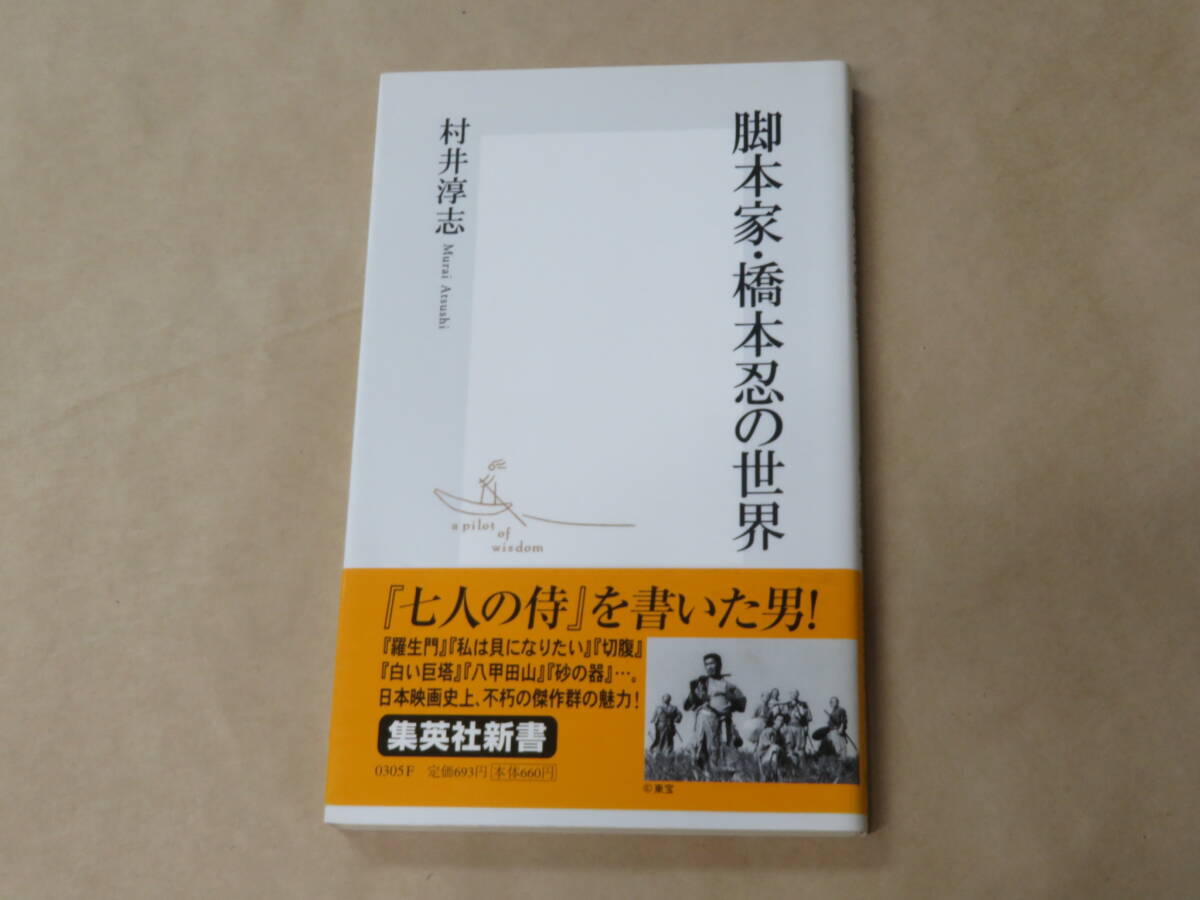 脚本家・橋本忍の世界
村井淳志 Murai Atsushi
a pilot
of
wisdom
『七人の侍』を書いた男!
『羅生門』『私は貝になりたい』『切腹』
『白い巨塔』『八甲田山』『砂の器』…。
日本映画史上、不朽の傑作群の魅力!
集英社新書
0305F 定価693円 本体660円
©東宝